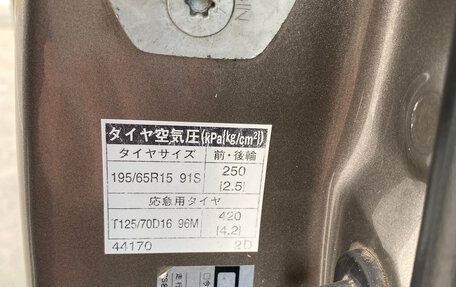 タイヤ空気圧(kPa{kg/cm²})
タイヤサイズ 前・後輪
195/65R15 91S 250
{2.5}
応急用タイヤ
T125/70D16 96M 420
{4.2}
44170 2D